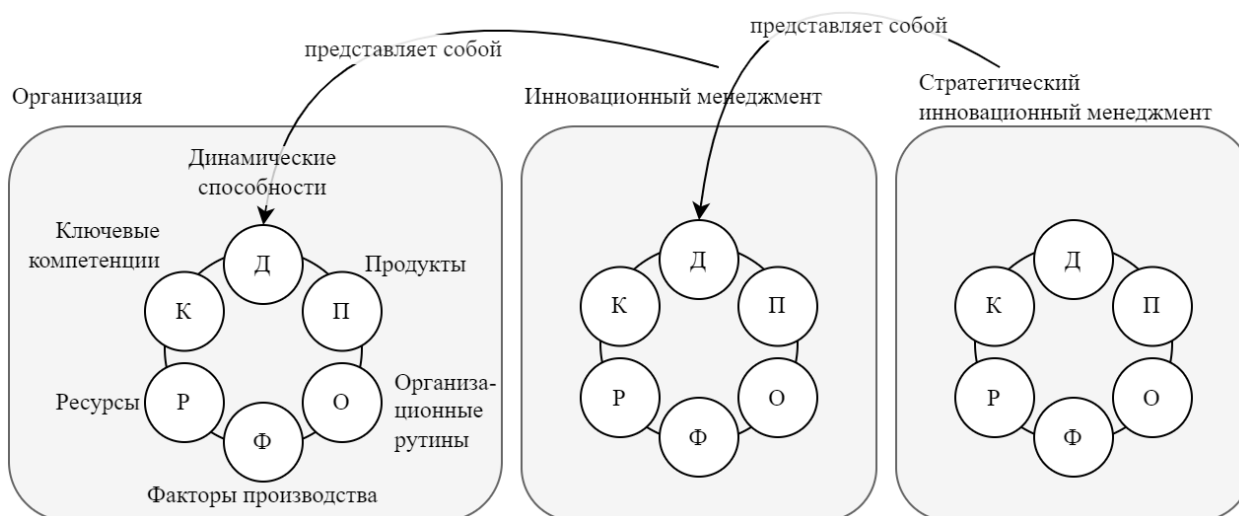 представляет собой
представляет собой
Организация
Инновационный менеджмент
Стратегический
инновационный менеджмент
Динамические
способности
Ключевые
компетенции
Продукты
Ресурсы
Организа-
ционные
рутины
Факторы производства
Д
К
П
Р
О
Ф
Д
К
П
Р
О
Ф
Д
К
П
Р
О
Ф